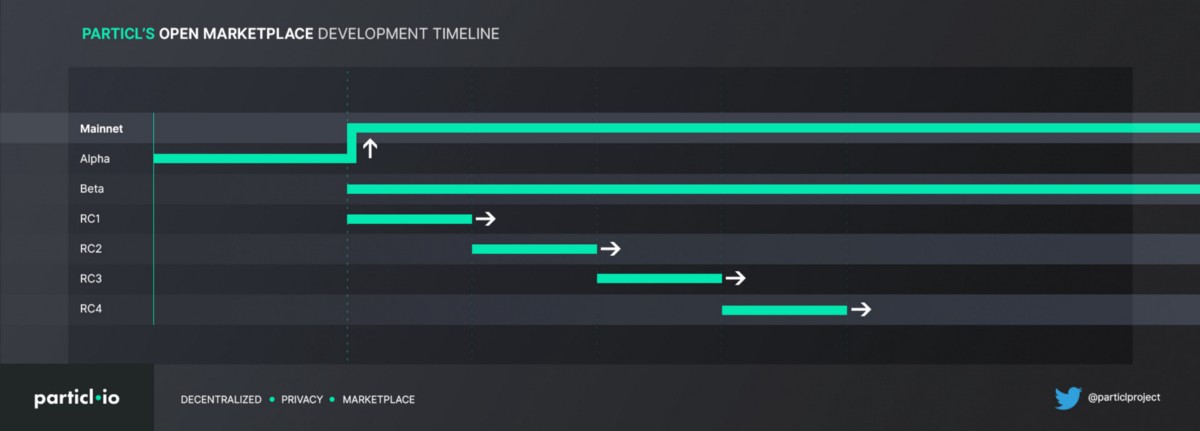 PARTICL'S OPEN MARKETPLACE DEVELOPMENT TIMELINE
Mainnet
Alpha
Beta
RC1
RC2
RC3
RC4
particl.io
DECENTRALIZED • PRIVACY • MARKETPLACE
@particlproject